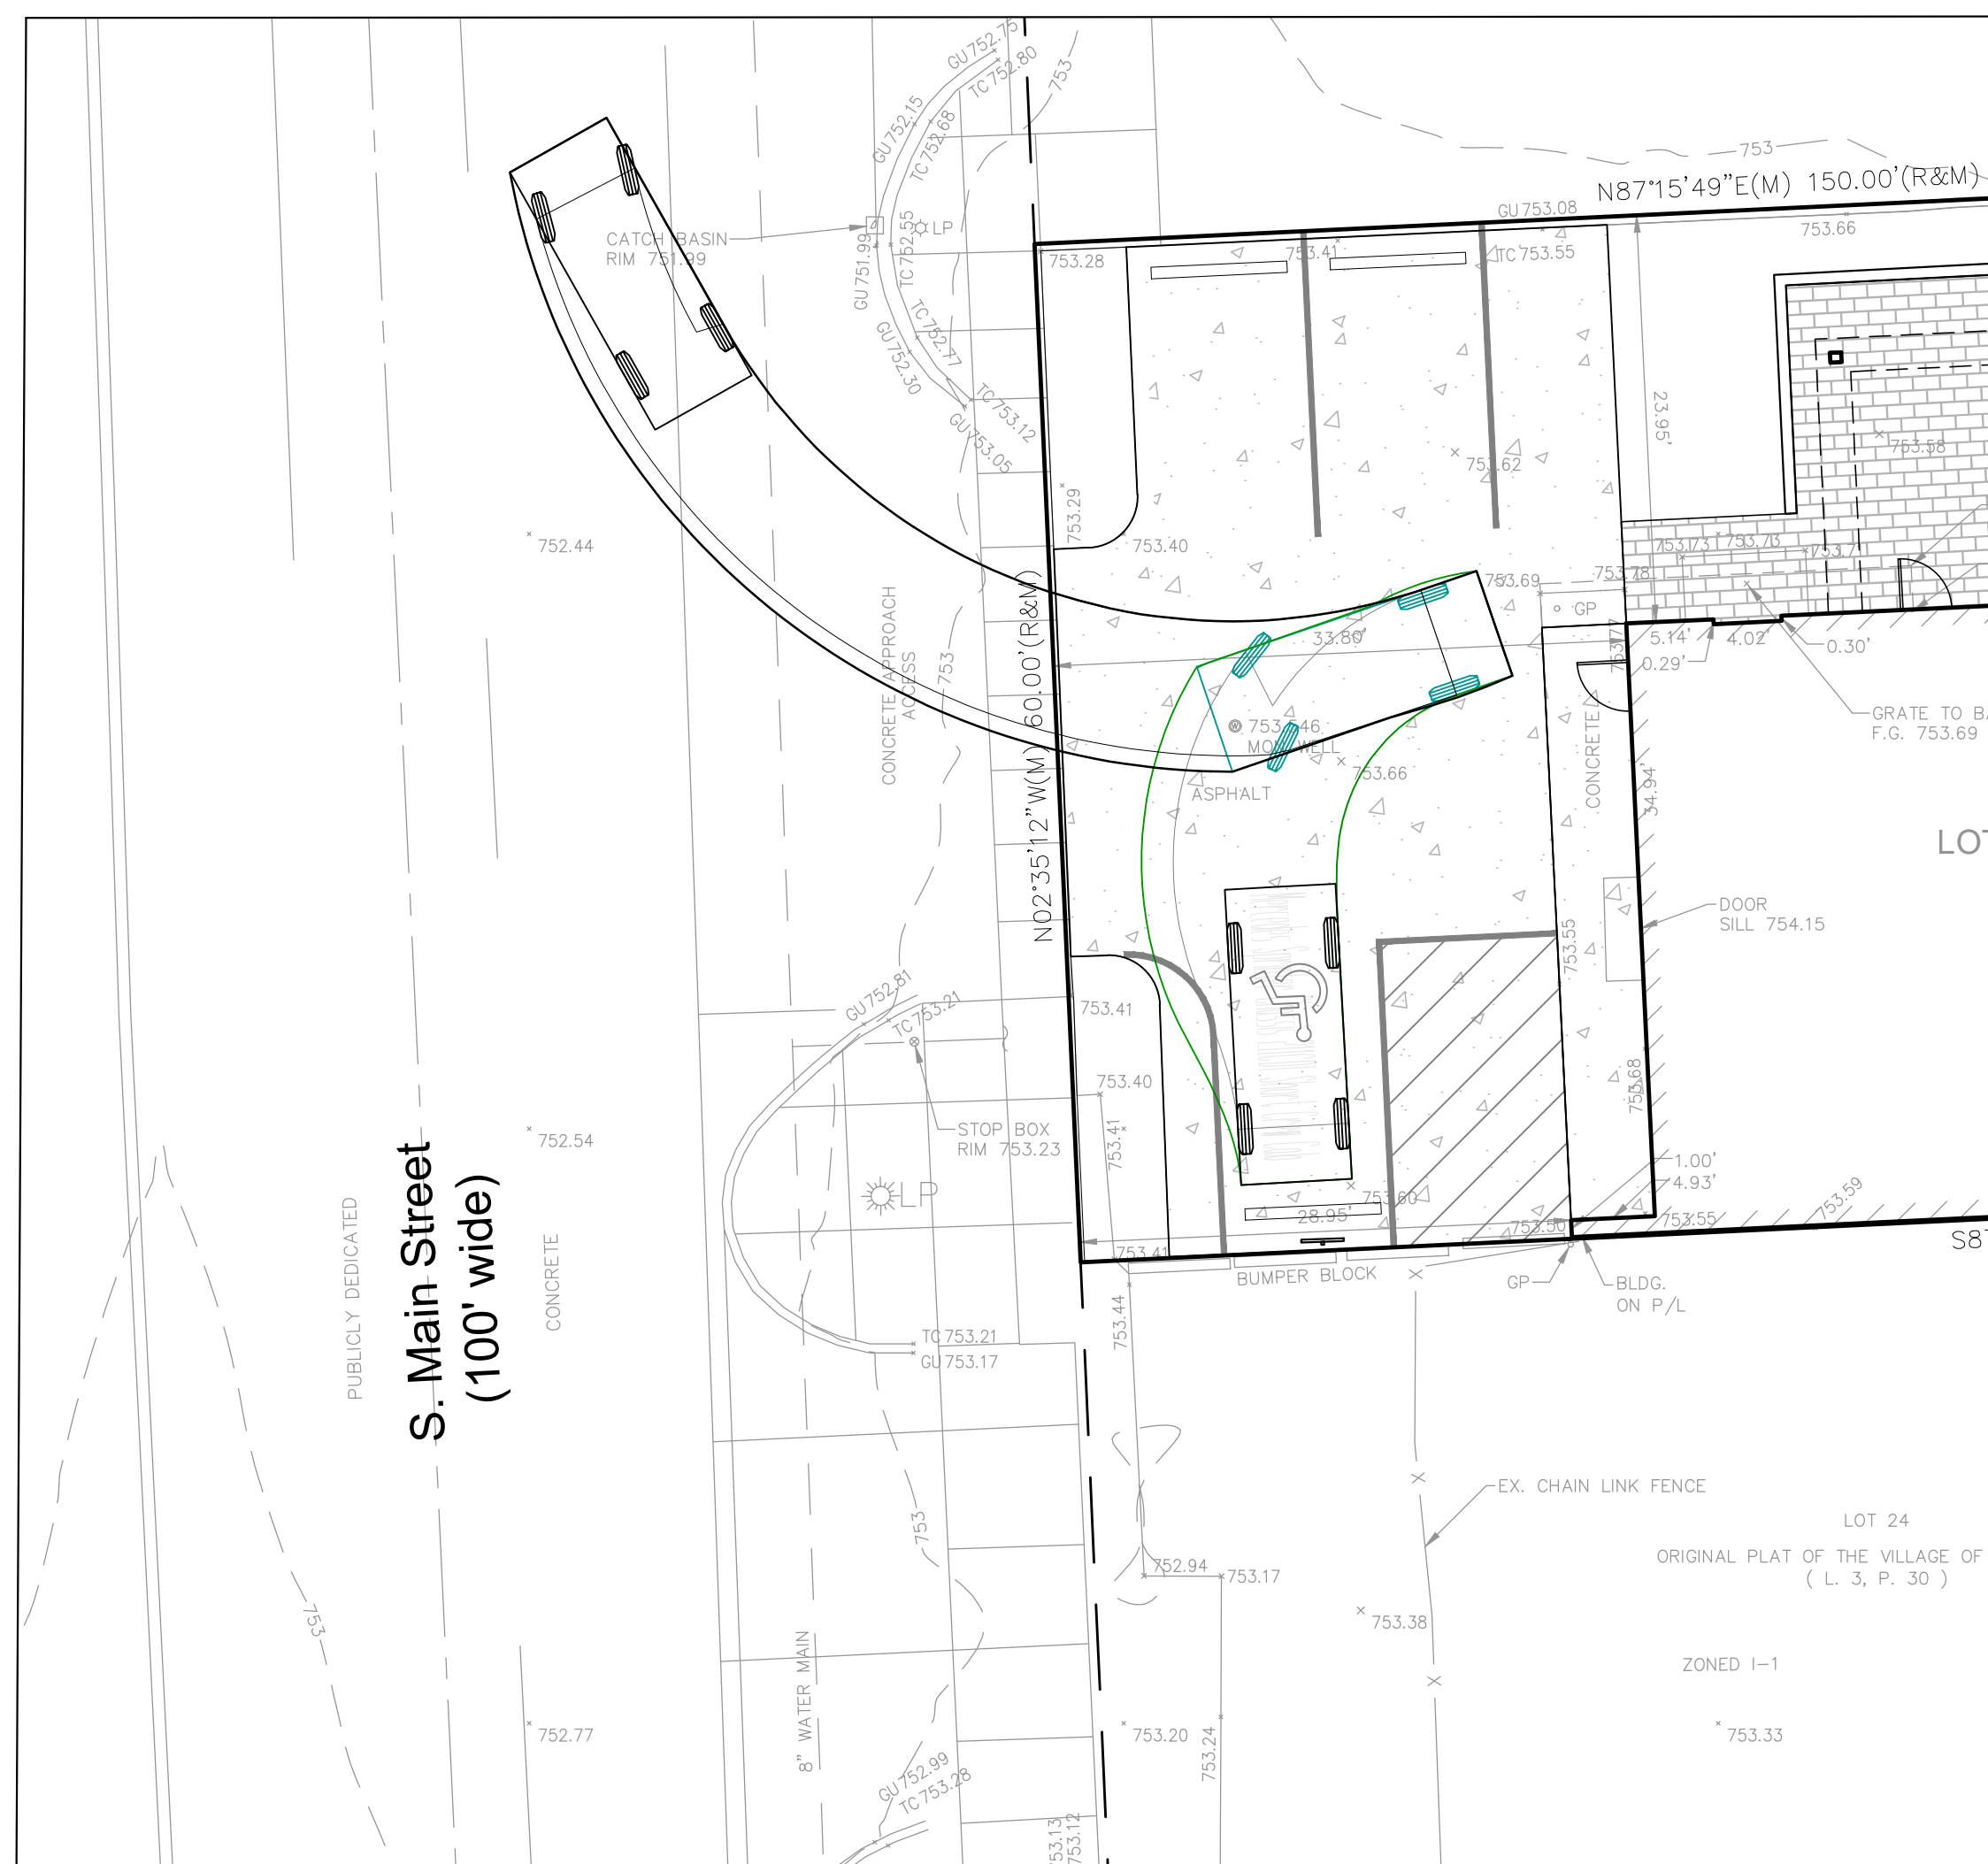 GU 752.75
TC 752.80
753
GU 752.15
TC 752.68
753
N87°15'49"E(M) 150.00'(R&M)
GU 753.08
753.66
CATCH BASIN
RIM 751.99
LP
GU 751.99
TC 752.55
753.28
753.41
TC 753.55
TC 752.77
GU 752.30
TC 753.12
GU 753.05
23.95'
753.62
753.58
753.29
752.44
753.40
753.73
753.73
753.7
753.69
753.78
GP
CONCRETE APPROACH
ACCESS
753
N02°35'12"W(M) 60.00'(R&M)
33.80'
753.77
5.14'
4.02'
0.30'
0.29'
753.546
MON WELL
753.66
ASPHALT
CONCRETE
34.94'
GRATE TO BA
F.G. 753.69
LOT
DOOR
SILL 754.15
753.55
GU 752.81
TC 753.21
753.41
753.40
753.41
753.68
STOP BOX
RIM 753.23
752.54
LP
1.00'
4.93'
753.60
28.95'
753.50
753.55
753.59
753.41
S87
BUMPER BLOCK
GP
BLDG.
ON P/L
PUBLICLY DEDICATED
S. Main Street
(100' wide)
CONCRETE
753.44
TC 753.21
GU 753.17
X
X
EX. CHAIN LINK FENCE
753
LOT 24
ORIGINAL PLAT OF THE VILLAGE OF
( L. 3, P. 30 )
752.94
753.17
753
753.38
ZONED I-1
X
8" WATER MAIN
752.77
753.20
753.24
753.33
GU 752.99
TC 753.28
753.13
753.12